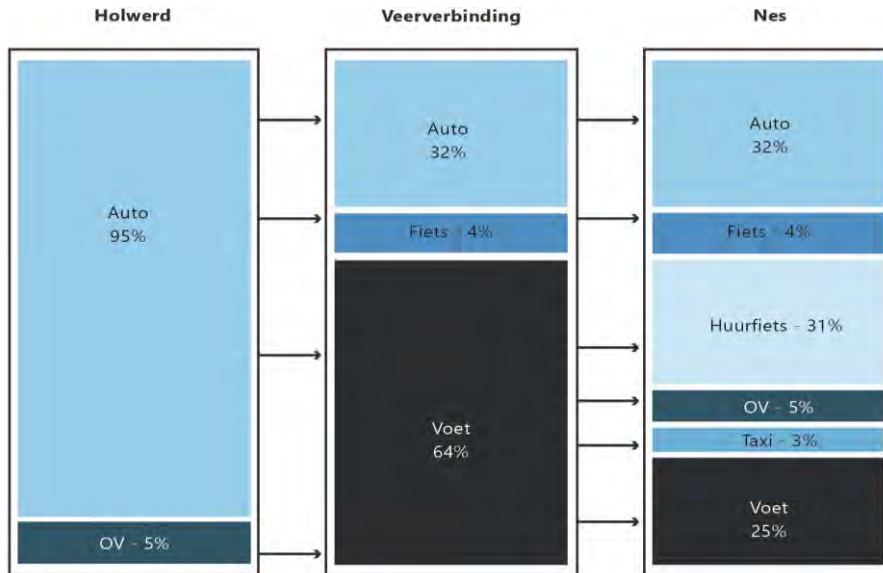 Holwerd
Veerverbinding
Nes
Auto
95%
OV - 5%
Auto
32%
Fiets - 4%
Voet
64%
Auto
32%
Fiets - 4%
Huurfiets - 31%
OV - 5%
Taxi - 3%
Voet
25%